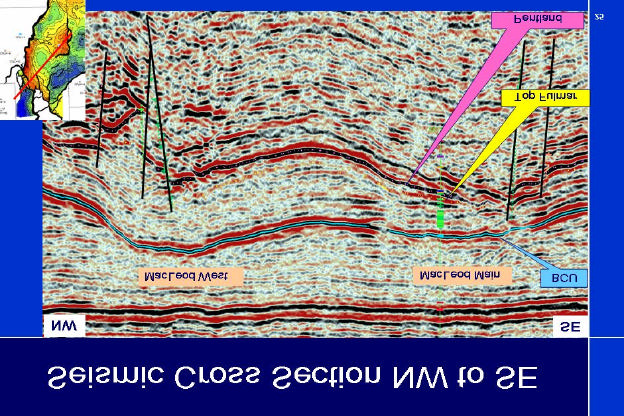 Seismic Cross Section NW to SE
NW
SE
MacLeod West
MacLeod Main
BCU
Top Fulmar
Pentland
25